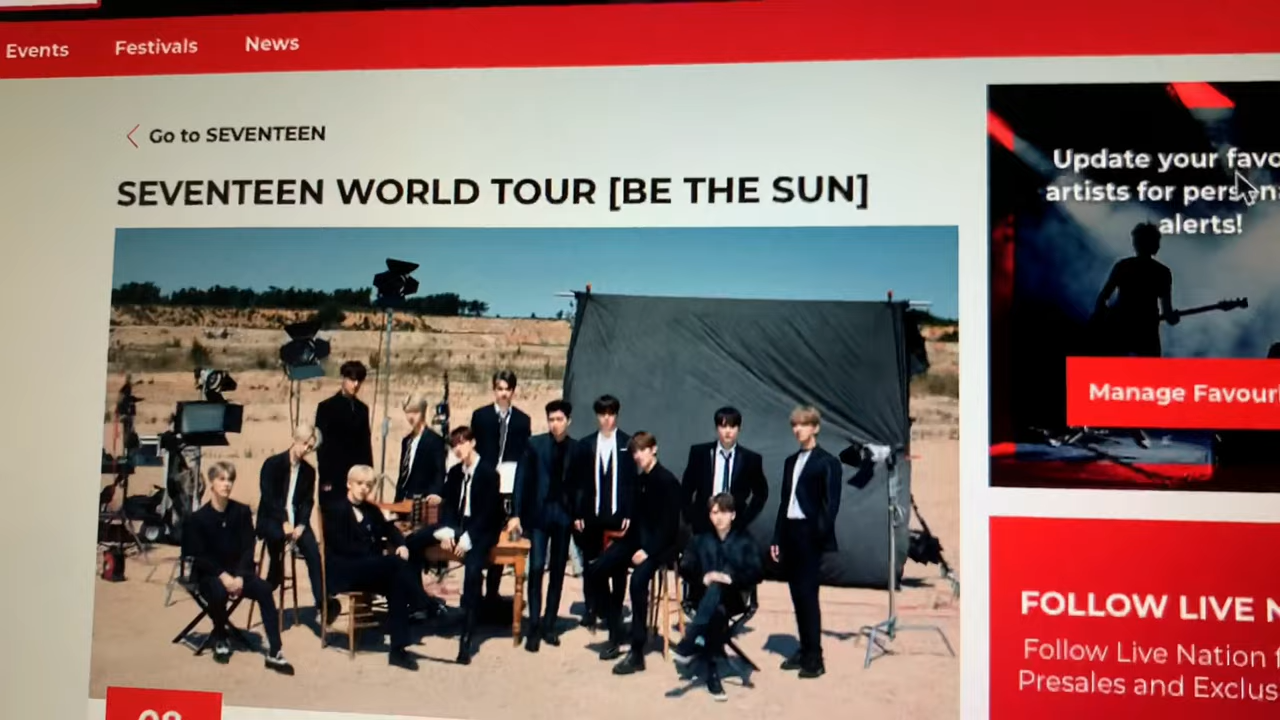 Events Festivals News
Go to SEVENTEEN
SEVENTEEN WORLD TOUR [BE THE SUN]
Update your
artists for
alerts!
Manage
FOLLOW LIVE
Follow Live Nation
Presales and